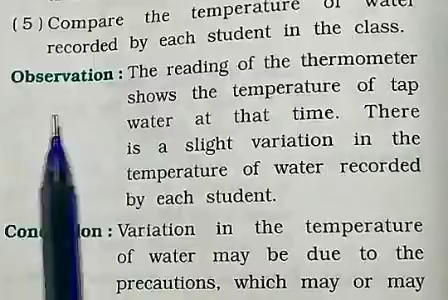 (5) Compare the temperature of water
recorded by each student in the class.
Observation : The reading of the thermometer
shows the temperature of tap
water at that time. There
is a slight variation in the
temperature of water recorded
by each student.
on : Variation in the temperature
of water may be due to the
precautions, which may or may